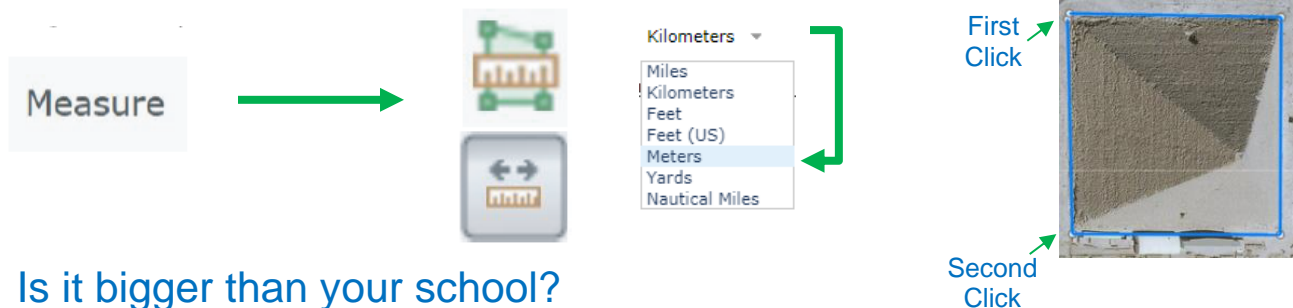 Measure
Kilometers
Miles
Kilometers
Feet
Feet (US)
Meters
Yards
Nautical Miles
First
Click
Second
Click
Is it bigger than your school?